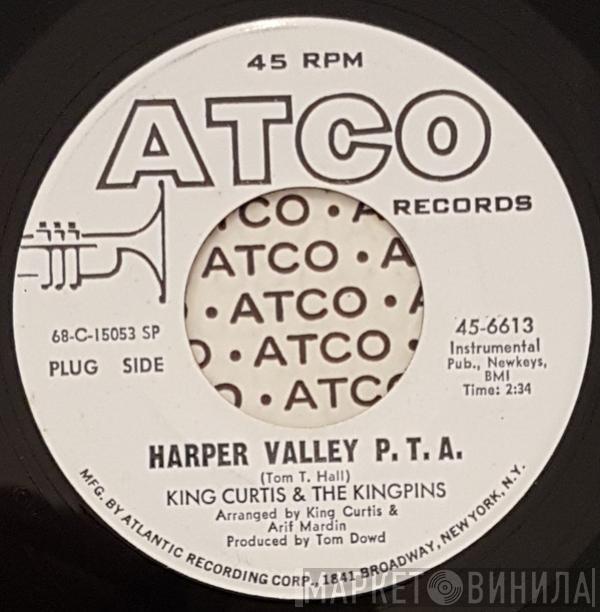 45 RPM
ATCO
RECORDS
CO • A
ATCO • A
• ATCO • A
O • ATCO •
O • ATCO
68-C-15053 SP
PLUG SIDE
45-6613
Instrumental
Pub., Newkeys,
BMI
Time: 2:34
HARPER VALLEY P. T. A.
(Tom T. Hall)
KING CURTIS & THE KINGPINS
Arranged by King Curtis &
Arif Mardin
Produced by Tom Dowd
MFG. BY ATLANTIC RECORDING CORP., 1841 BROADWAY, NEW YORK, N.Y.
МАРКЕТ ВИНИЛА